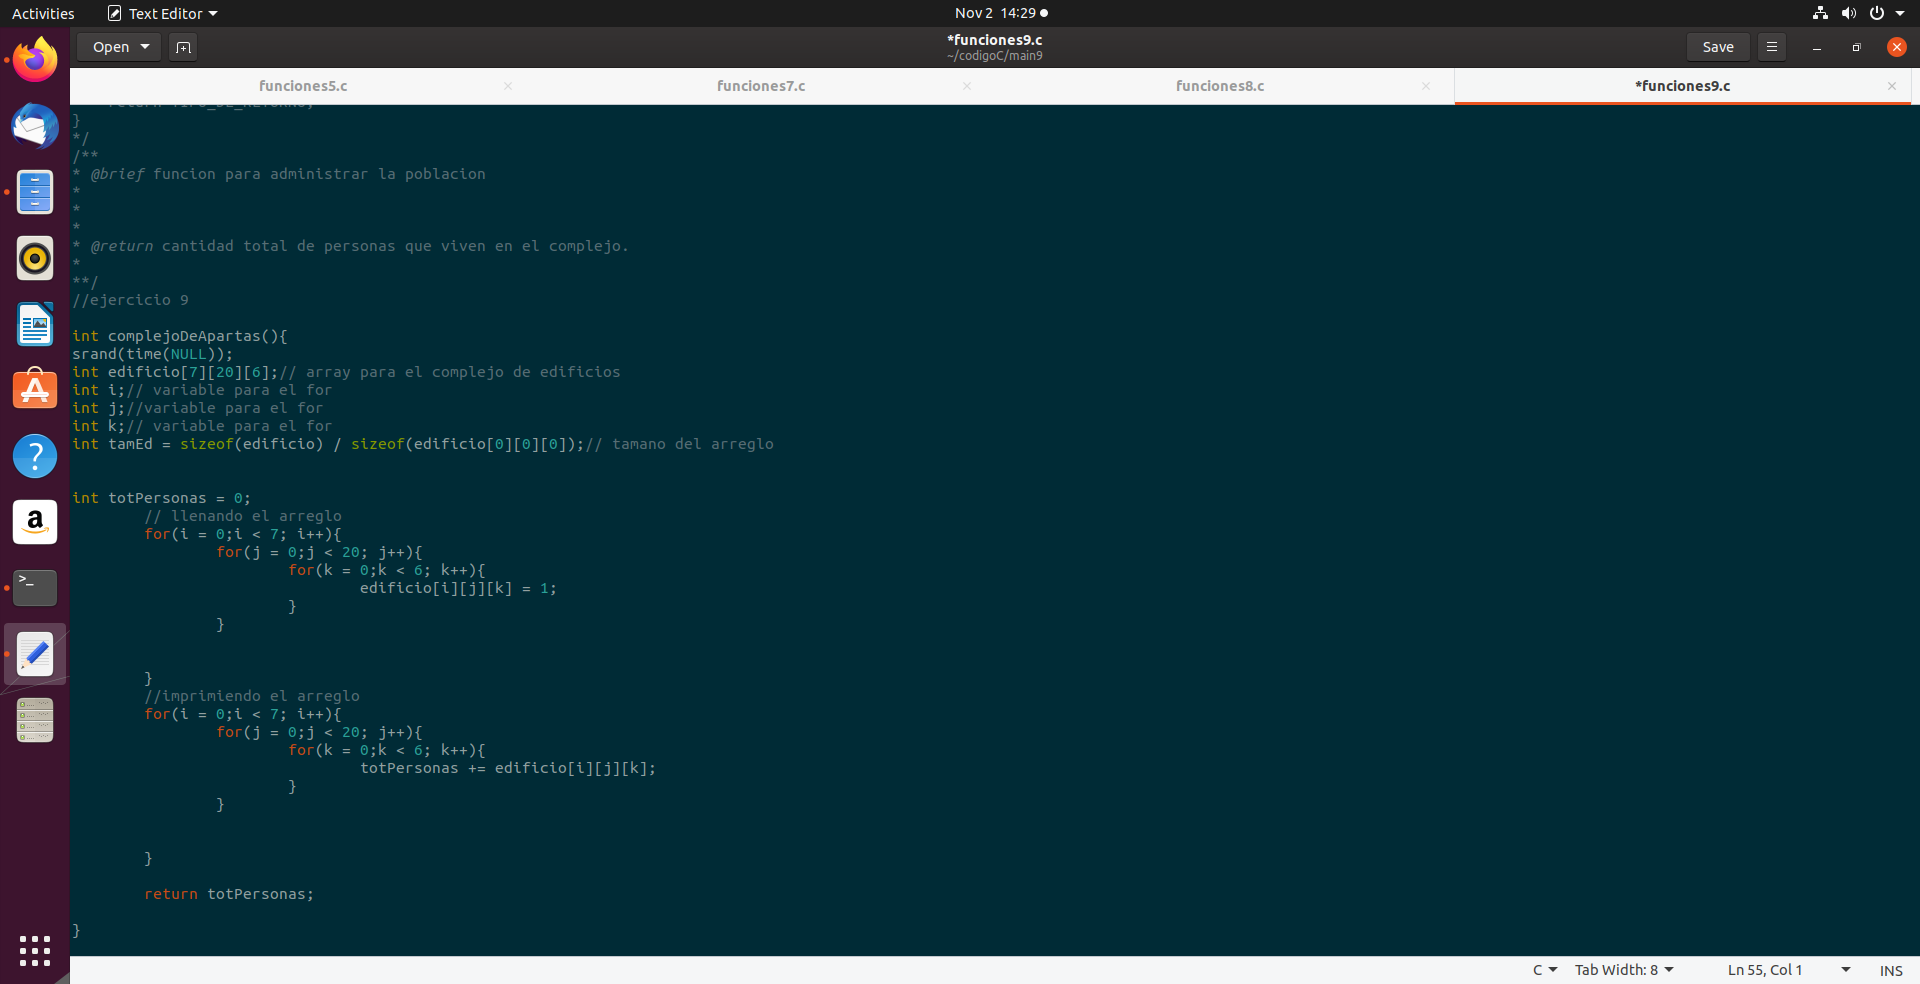 Activities
Text Editor
Nov 2 14:29
Open
*funciones9.c
~/codigoC/main9
Save
funciones5.c
funciones7.c
funciones8.c
*funciones9.c
}
*/
/**
* @brief funcion para administrar la poblacion
*
*
*
* @return cantidad total de personas que viven en el complejo.
*
**/
//ejercicio 9
int complejoDeApartas(){
srand(time(NULL));
int edificio[7][20][6];// array para el complejo de edificios
int i;// variable para el for
int j;//variable para el for
int k;// variable para el for
int tamEd = sizeof(edificio) / sizeof(edificio[0][0][0]);// tamano del arreglo
int totPersonas = 0;
// llenando el arreglo
for(i = 0;i < 7; i++){
for(j = 0;j < 20; j++){
for(k = 0;k < 6; k++){
edificio[i][j][k] = 1;
}
}
}
//imprimiendo el arreglo
for(i = 0;i < 7; i++){
for(j = 0;j < 20; j++){
for(k = 0;k < 6; k++){
totPersonas += edificio[i][j][k];
}
}
}
return totPersonas;
}
C
Tab Width: 8
Ln 55, Col 1
INS